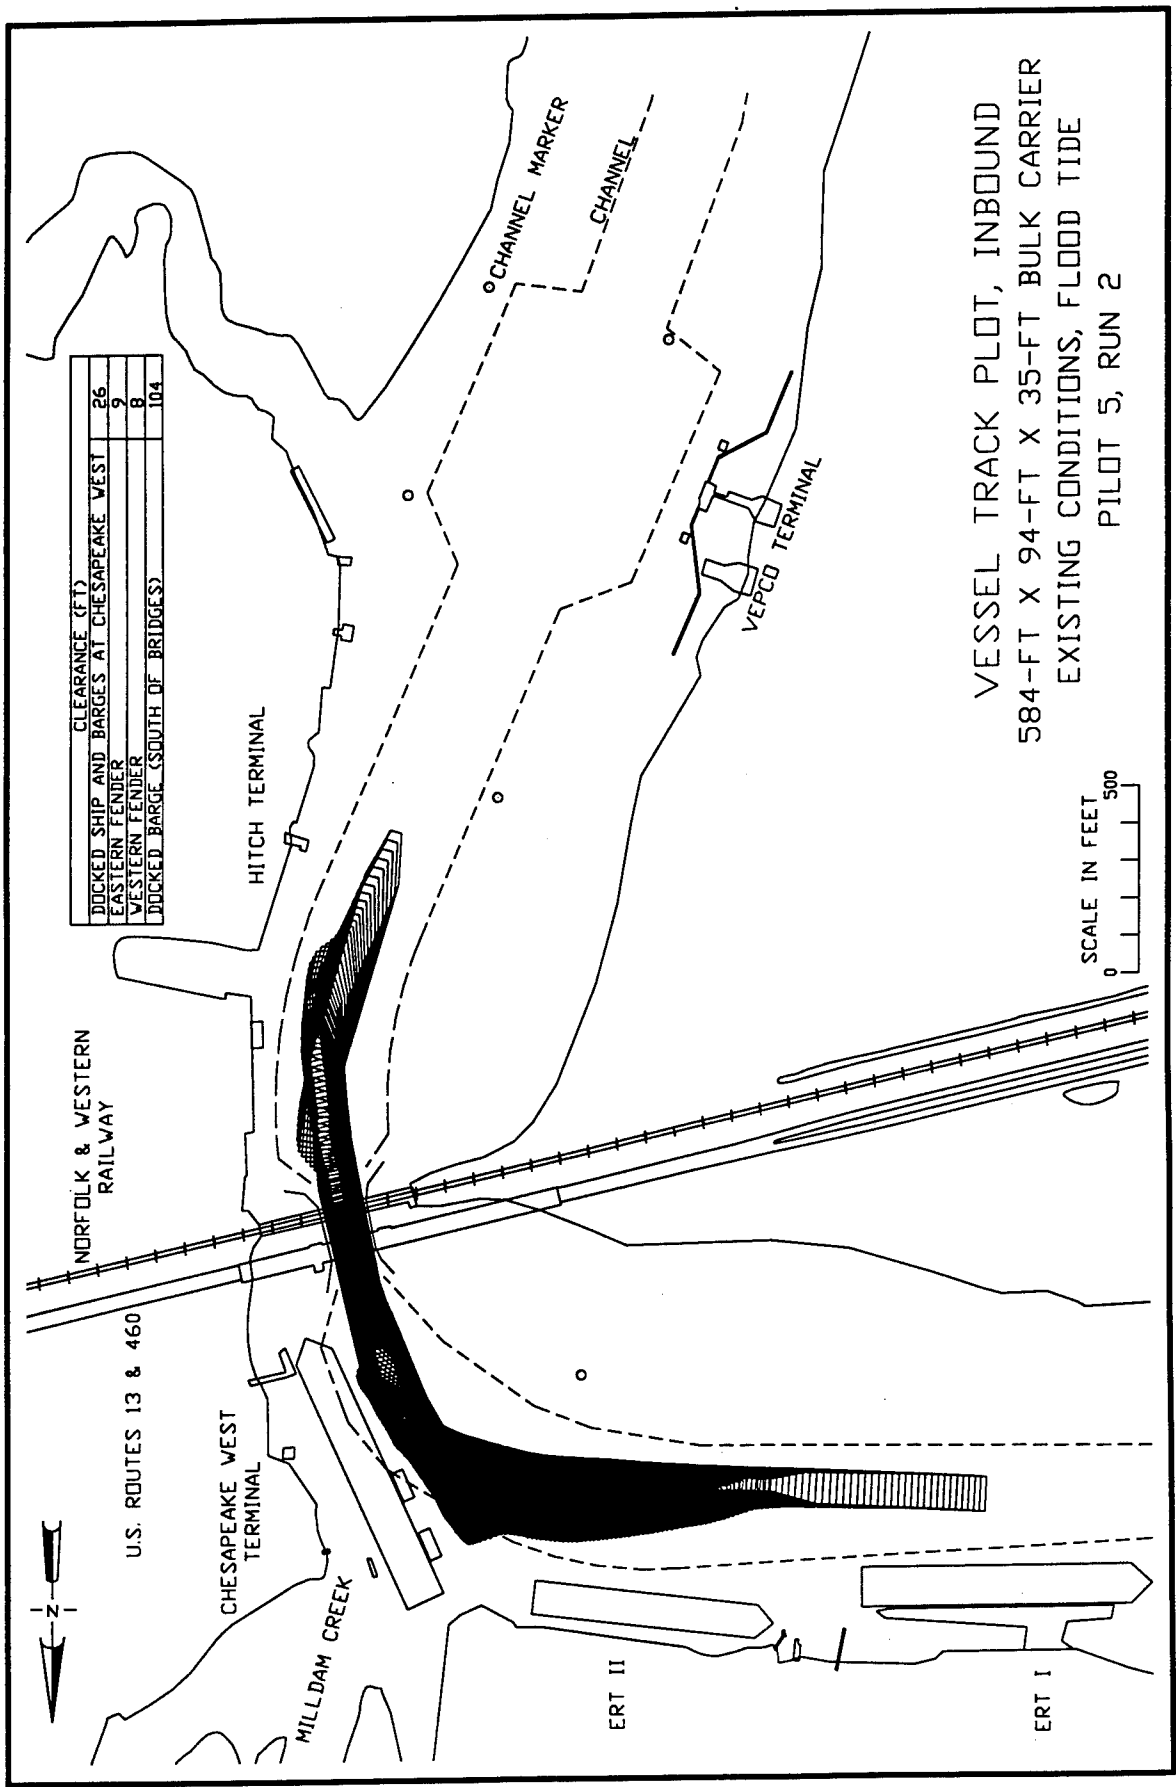 CLEARANCE (FT)
DOCKED SHIP AND BARGES AT CHESAPEAKE WEST 26
EASTERN FENDER 9
WESTERN FENDER 8
DOCKED BARGE (SOUTH OF BRIDGES) 104
CHANNEL MARKER
CHANNEL
HITCH TERMINAL
VEPCO TERMINAL
NORFOLK & WESTERN
RAILWAY
U.S. ROUTES 13 & 460
CHESAPEAKE WEST
TERMINAL
MILLDAM CREEK
N
ERT II
ERT I
SCALE IN FEET
0 500
VESSEL TRACK PLOT, INBOUND
584-FT X 94-FT X 35-FT BULK CARRIER
EXISTING CONDITIONS, FLOOD TIDE
PILOT 5, RUN 2